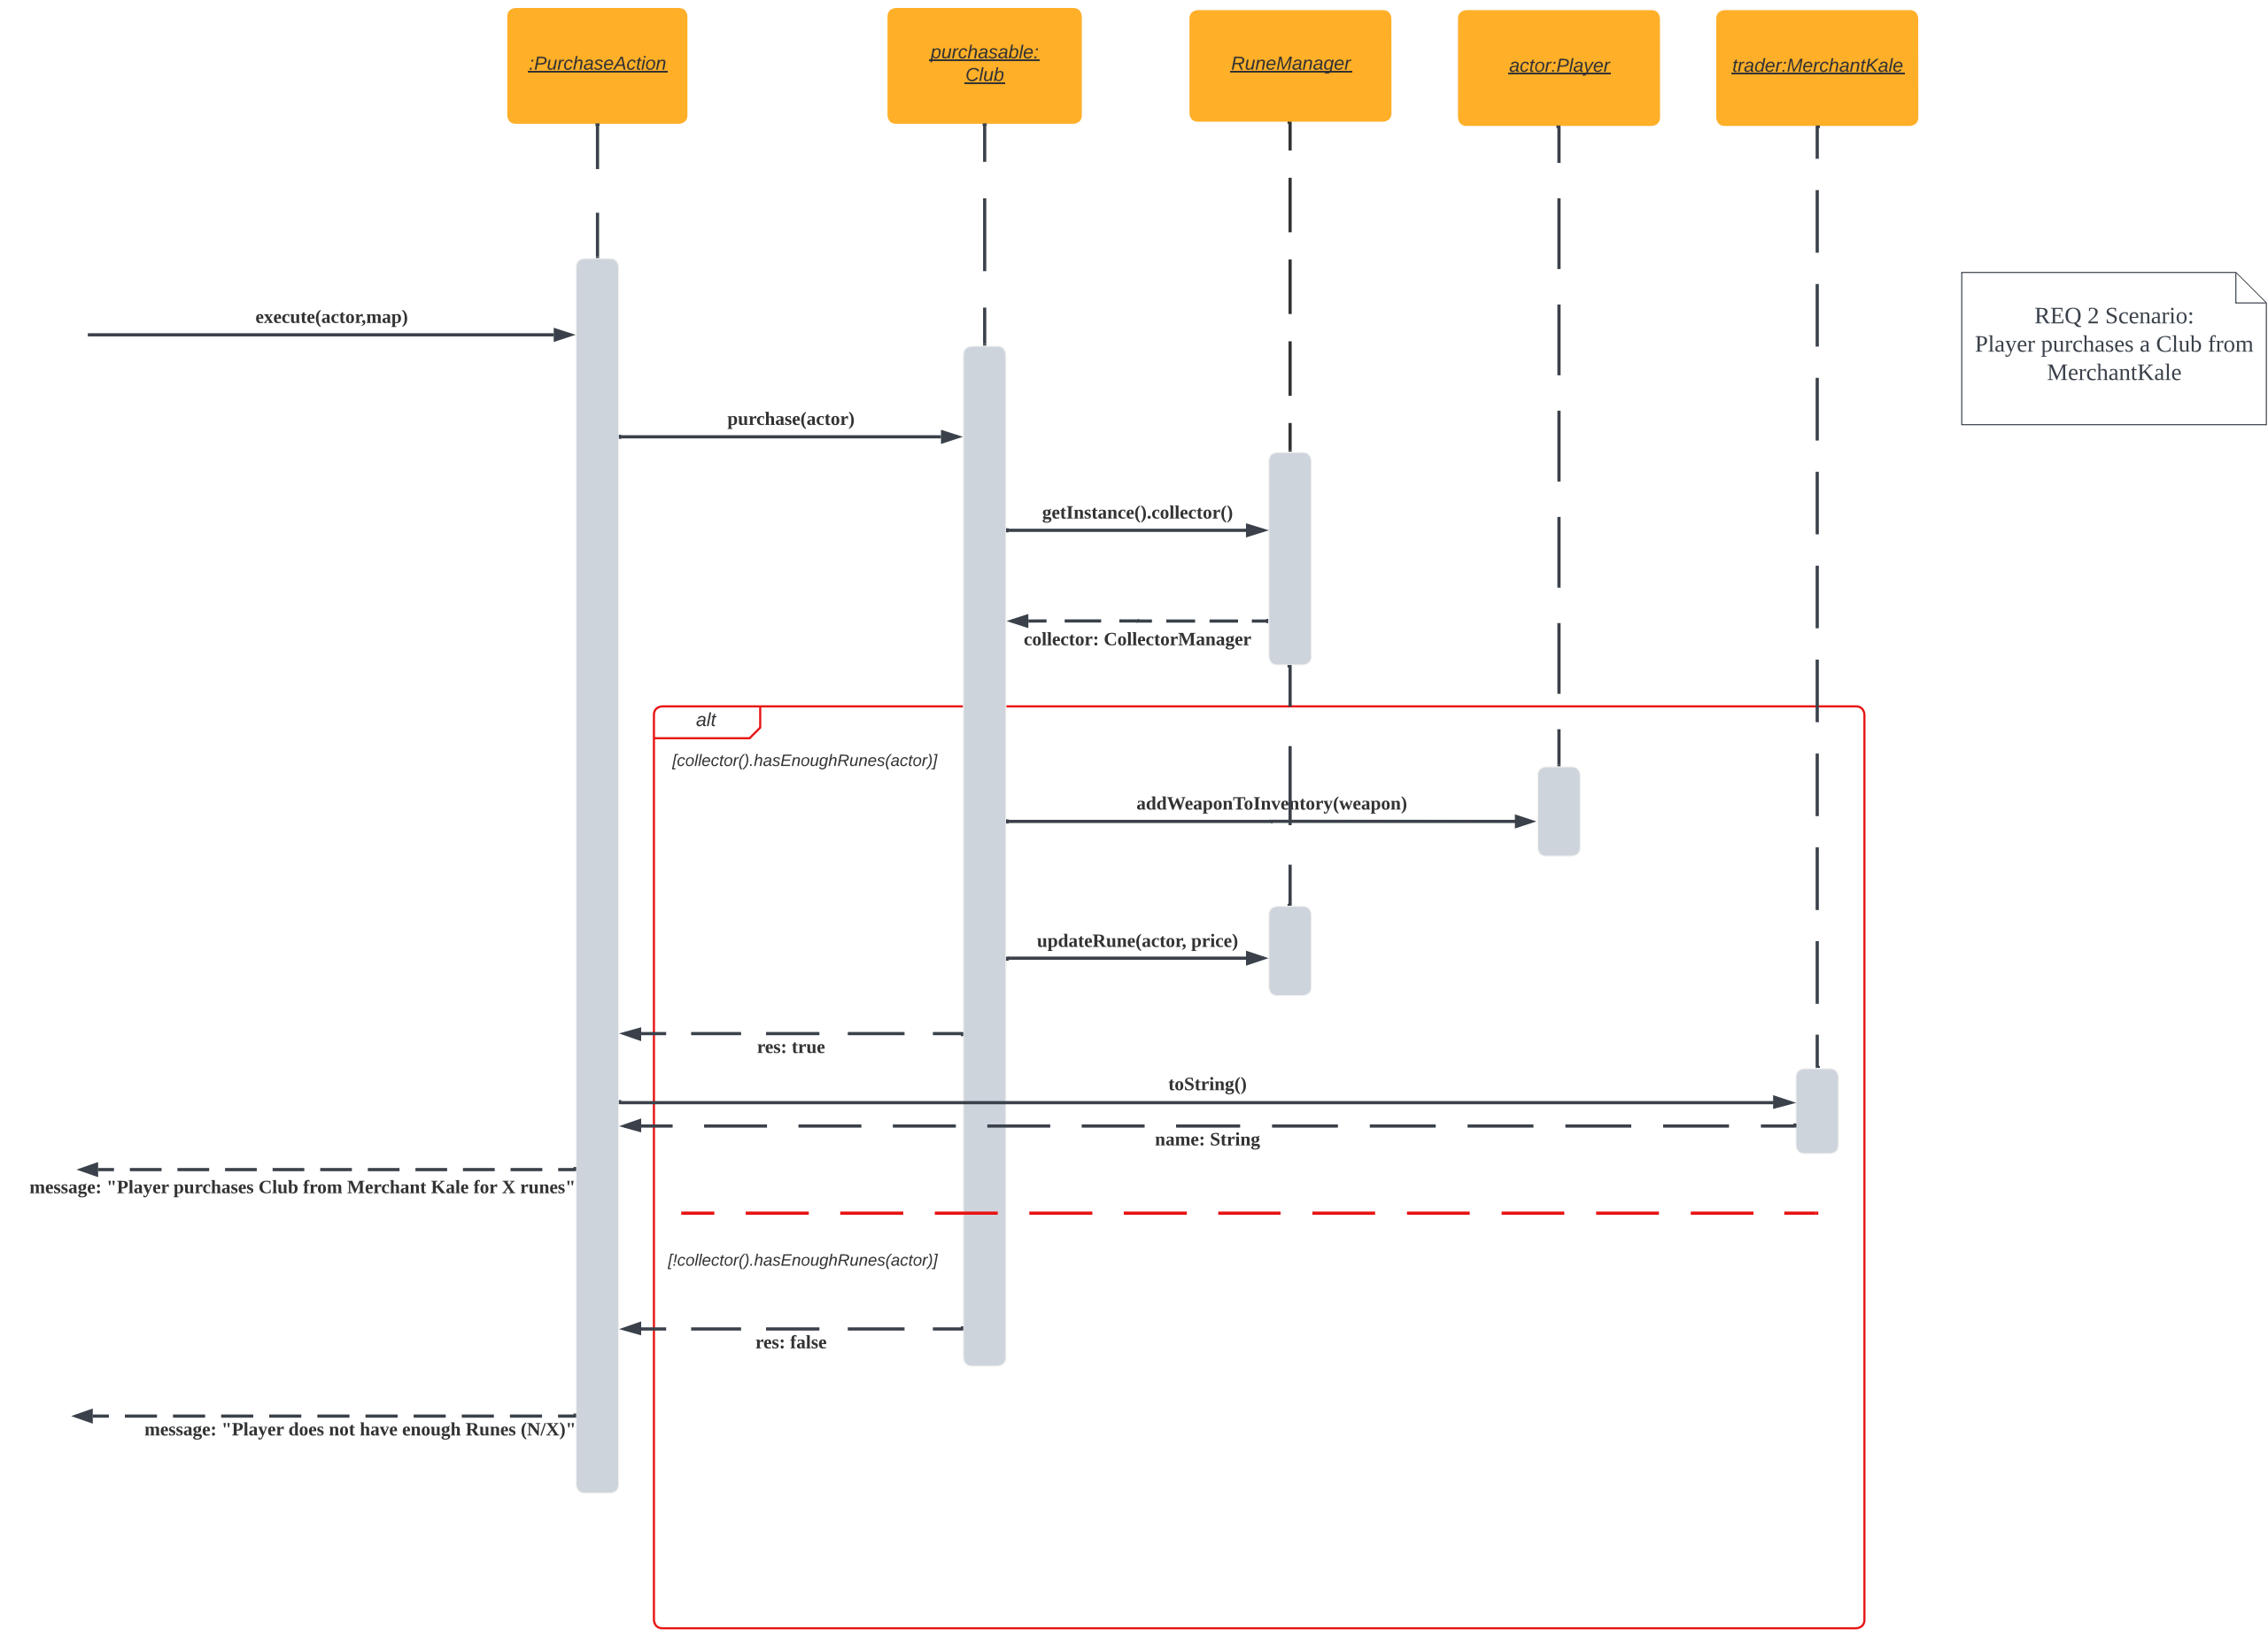 :PurchaseAction
purchasable:
Club
RuneManager
actor:Player
trader:MerchantKale
REQ 2 Scenario:
Player purchases a Club from
MerchantKale
execute(actor,map)
purchase(actor)
getInstance().collector()
collector: CollectorManager
alt
[collector().hasEnoughRunes(actor)]
addWeaponToInventory(weapon)
updateRune(actor, price)
res: true
toString()
name: String
message: "Player purchases Club from Merchant Kale for X runes"
[!collector().hasEnoughRunes(actor)]
res: false
message: "Player does not have enough Runes (N/X)"